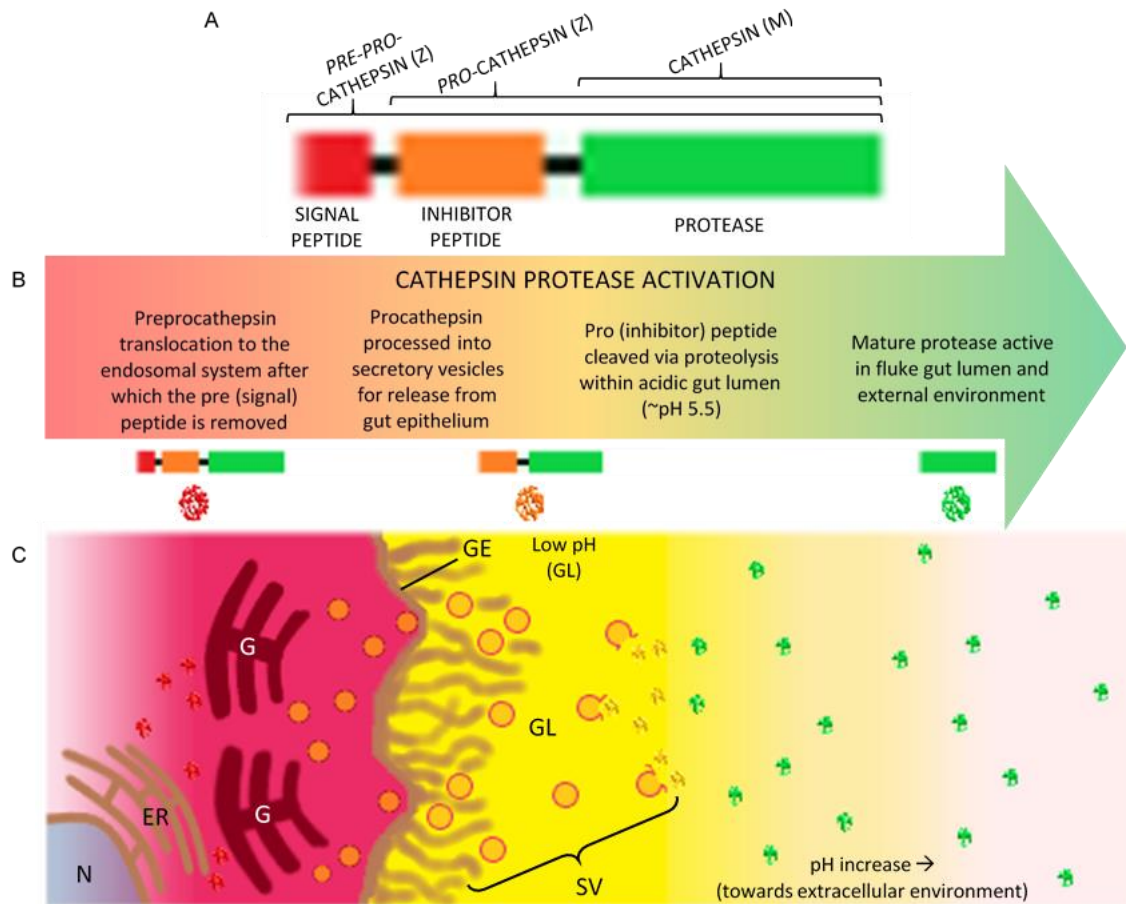 A
PRE-PRO-
CATHEPSIN (Z)
PRO-CATHEPSIN (Z)
CATHEPSIN (M)
SIGNAL
PEPTIDE
INHIBITOR
PEPTIDE
PROTEASE
B
CATHEPSIN PROTEASE ACTIVATION
Preprocathepsin
translocation to the
endosomal system after
which the pre (signal)
peptide is removed
Procathepsin
processed into
secretory vesicles
for release from
gut epithelium
Pro (inhibitor) peptide
cleaved via proteolysis
within acidic gut lumen
(~pH 5.5)
Mature protease active
in fluke gut lumen and
external environment
C
GE
Low pH
(GL)
G
GL
ER
G
N
SV
pH increase →
(towards extracellular environment)